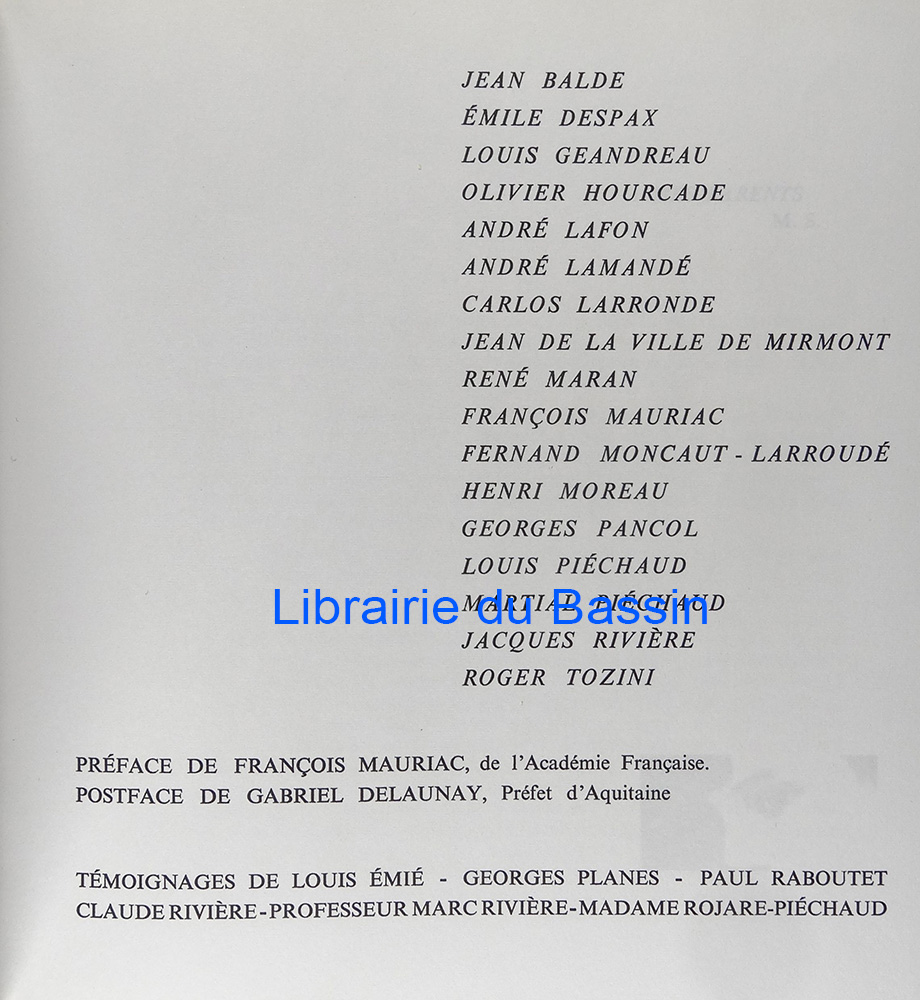 JEAN BALDE
ÉMILE DESPAX
LOUIS GEANDREAU
OLIVIER HOURCADE
ANDRÉ LAFON
ANDRÉ LAMANDÉ
CARLOS LARRONDE
JEAN DE LA VILLE DE MIRMONT
RENÉ MARAN
FRANÇOIS MAURIAC
FERNAND MONCAUT - LARROUDÉ
HENRI MOREAU
GEORGES PANCOL
LOUIS PIÉCHAUD
MARTIAL PIÉCHAUD
Librairie du Bassin
JACQUES RIVIÈRE
ROGER TOZINI
PRÉFACE DE FRANÇOIS MAURIAC, de l'Académie Française.
POSTFACE DE GABRIEL DELAUNAY, Préfet d'Aquitaine
TÉMOIGNAGES DE LOUIS ÉMIÉ - GEORGES PLANES - PAUL RABOUTET
CLAUDE RIVIÈRE-PROFESSEUR MARC RIVIÈRE-MADAME ROJARE-PIÉCHAUD